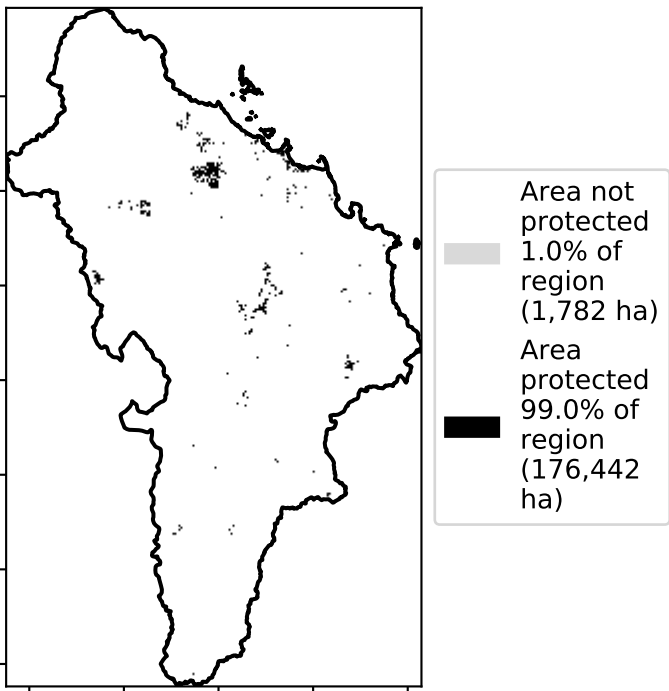 Area not
protected
1.0% of
region
(1,782 ha)
Area
protected
99.0% of
region
(176,442
ha)